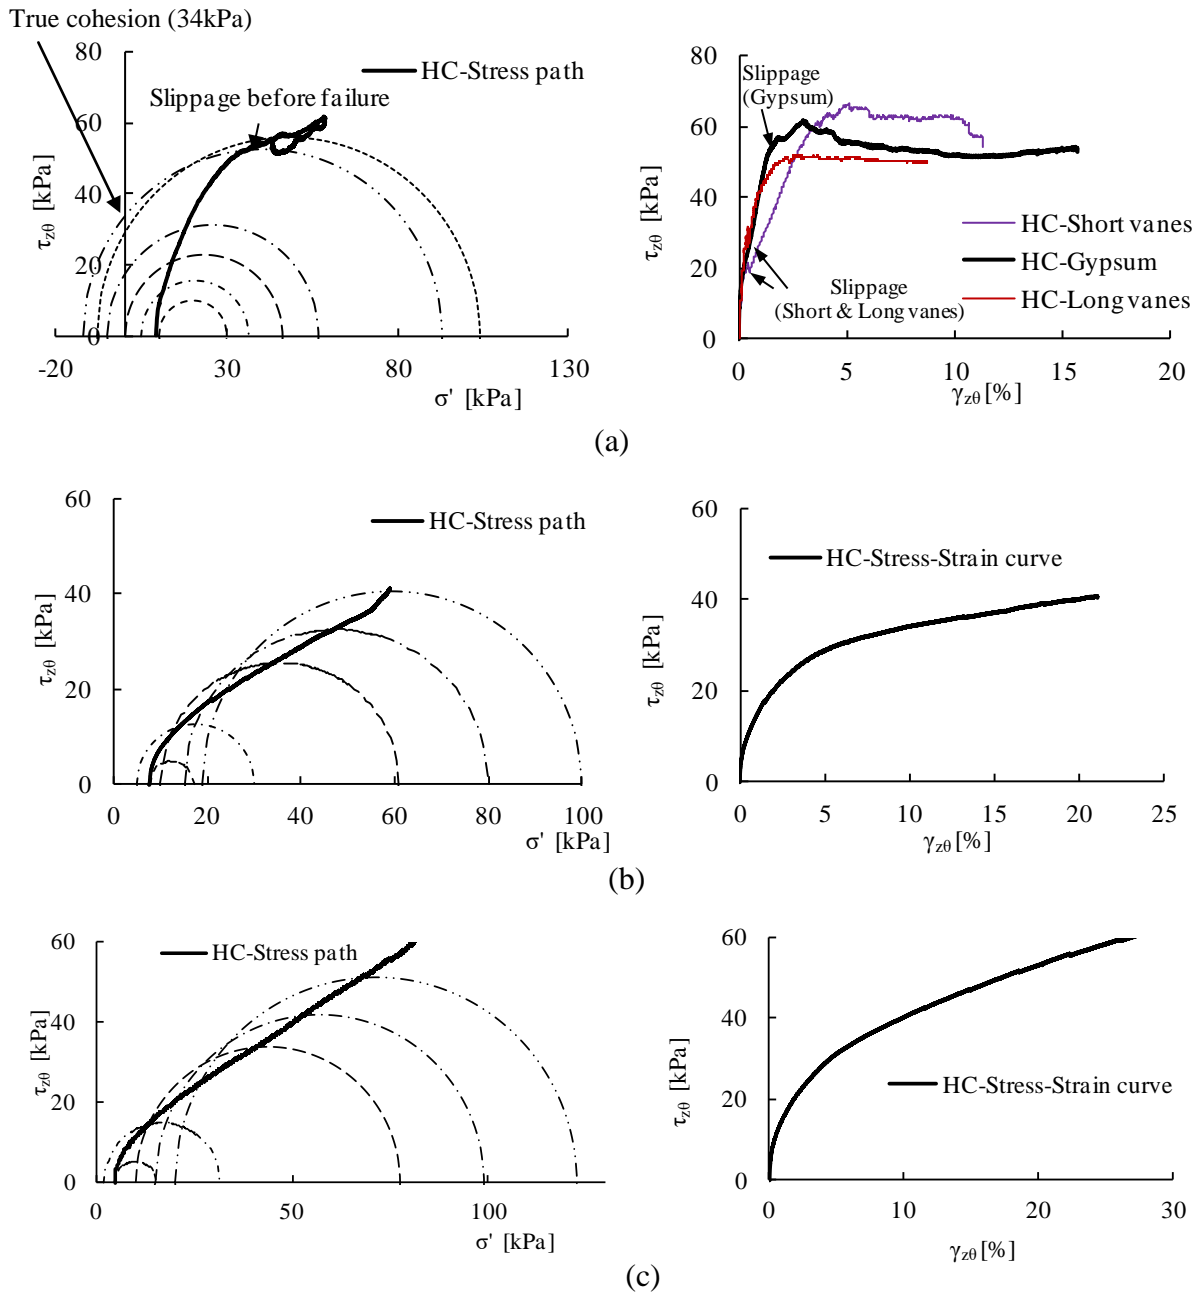 True cohesion (34kPa)
80
60
40
20
0
τzθ [kPa]
HC-Stress path
Slippage before failure
-20
30
80
130
σ' [kPa]
80
60
40
20
0
τzθ [kPa]
Slippage
(Gypsum)
HC-Short vanes
HC-Gypsum
HC-Long vanes
Slippage
(Short & Long vanes)
0
5
10
15
20
γzθ [%]
(a)
60
40
20
0
τzθ [kPa]
HC-Stress path
0
20
40
60
80
100
σ' [kPa]
60
40
20
0
τzθ [kPa]
HC-Stress-Strain curve
0
5
10
15
20
25
γzθ [%]
(b)
60
40
20
0
τzθ [kPa]
HC-Stress path
0
50
100
σ' [kPa]
60
40
20
0
τzθ [kPa]
HC-Stress-Strain curve
0
10
20
30
γzθ [%]
(c)